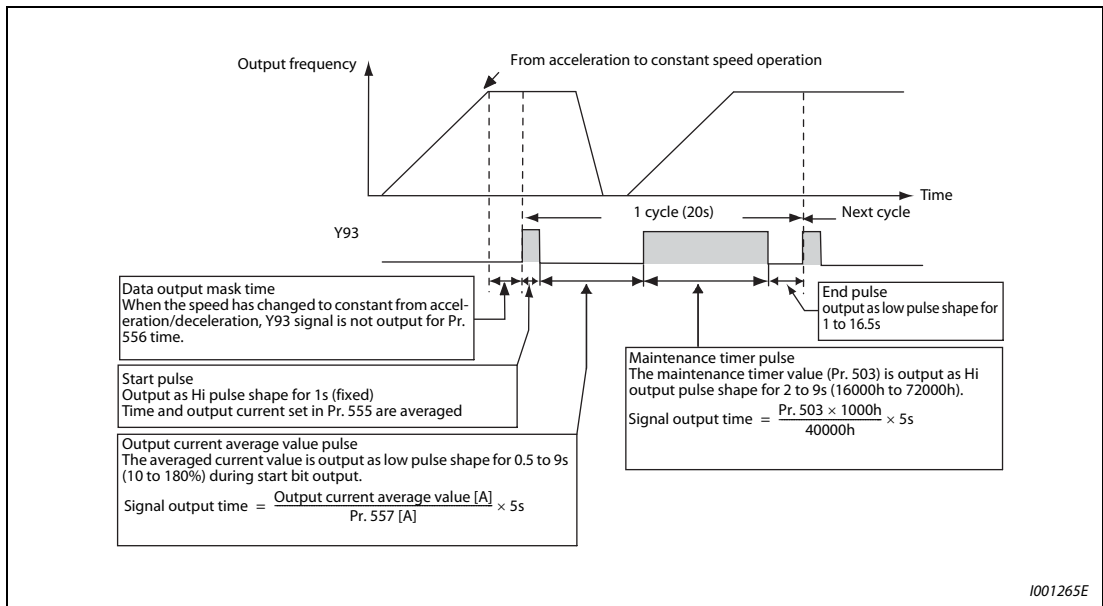 Output frequency
From acceleration to constant speed operation
Time
1 cycle (20s)
Next cycle
Y93
Data output mask time
When the speed has changed to constant from accel-
eration/deceleration, Y93 signal is not output for Pr.
556 time.
End pulse
output as low pulse shape for
1 to 16.5s
Start pulse
Output as Hi pulse shape for 1s (fixed)
Time and output current set in Pr. 555 are averaged
Maintenance timer pulse
The maintenance timer value (Pr. 503) is output as Hi
output pulse shape for 2 to 9s (16000h to 72000h).
Signal output time = Pr. 503 × 1000h / 40000h × 5s
Output current average value pulse
The averaged current value is output as low pulse shape for 0.5 to 9s
(10 to 180%) during start bit output.
Signal output time = Output current average value [A] / Pr. 557 [A] × 5s
I001265E